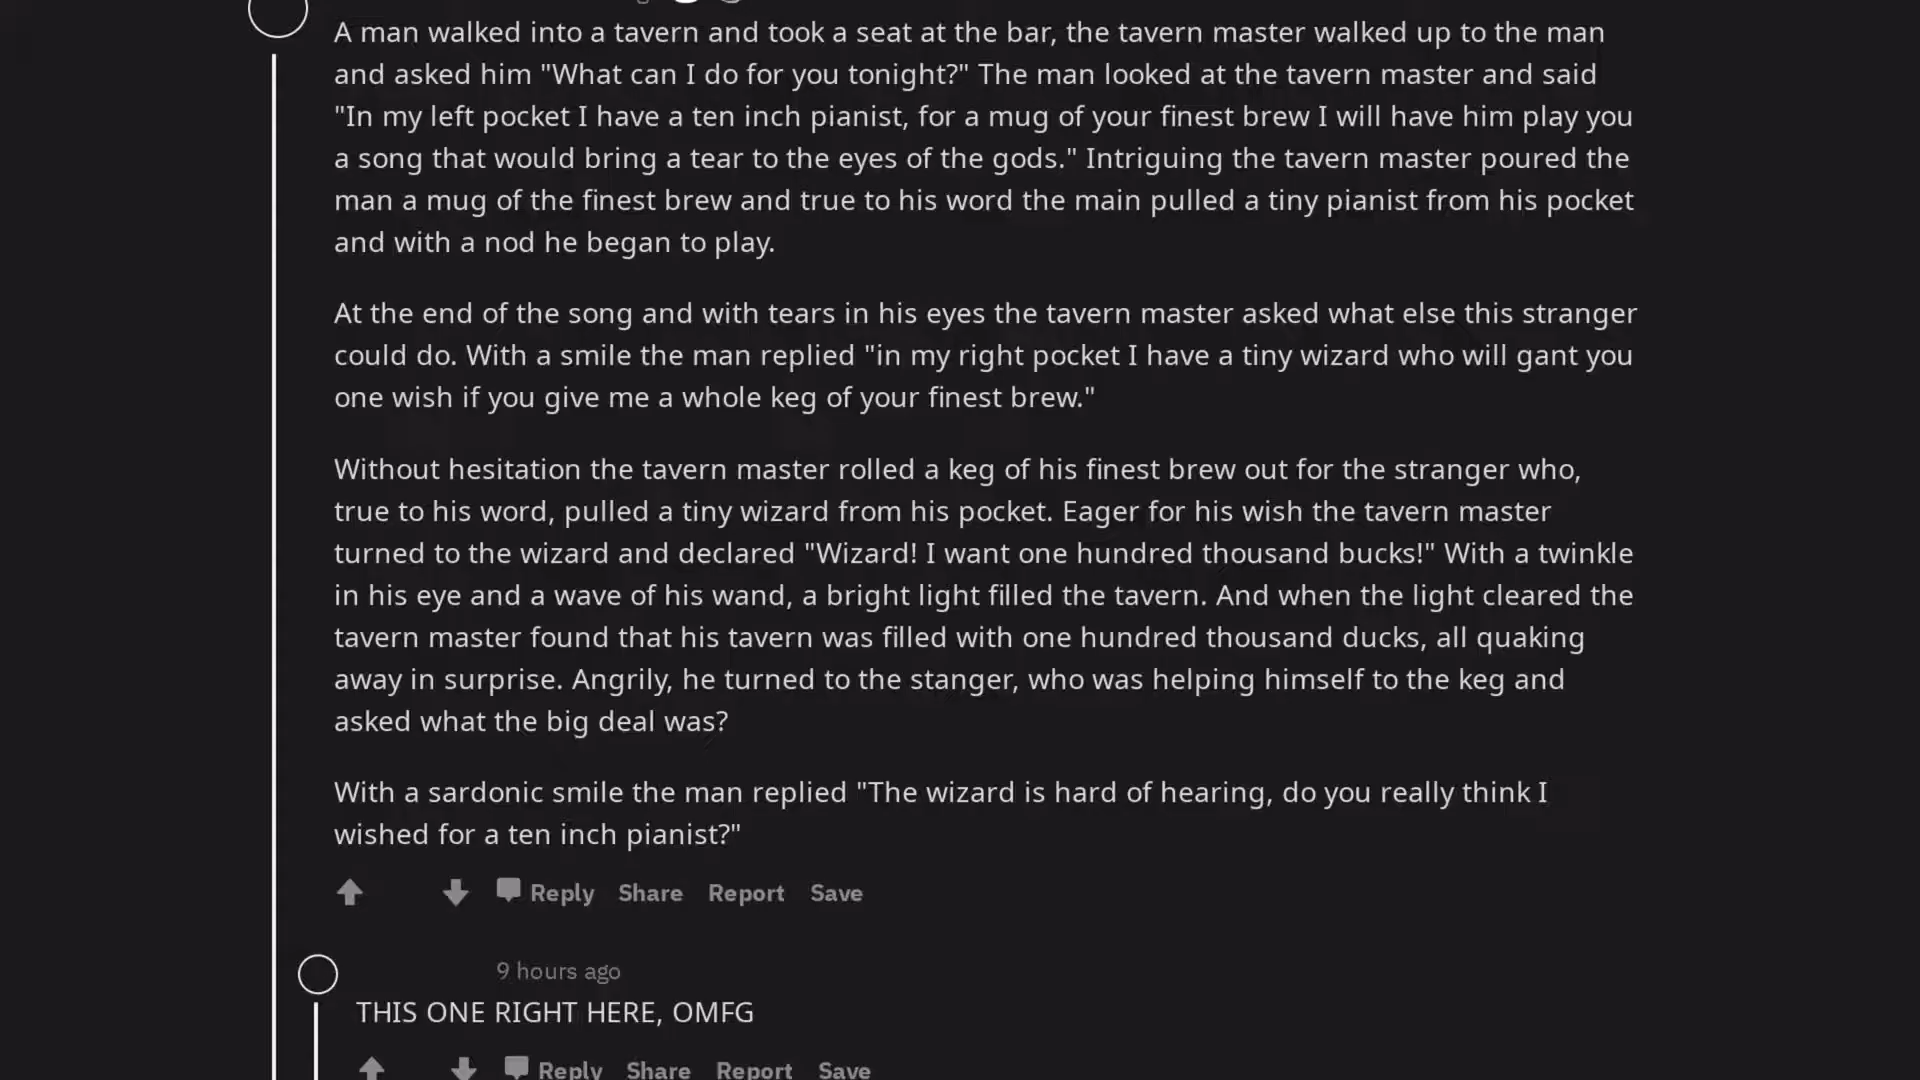 A man walked into a tavern and took a seat at the bar, the tavern master walked up to the man
and asked him "What can I do for you tonight?" The man looked at the tavern master and said
"In my left pocket I have a ten inch pianist, for a mug of your finest brew I will have him play you
a song that would bring a tear to the eyes of the gods." Intriguing the tavern master poured the
man a mug of the finest brew and true to his word the main pulled a tiny pianist from his pocket
and with a nod he began to play.
At the end of the song and with tears in his eyes the tavern master asked what else this stranger
could do. With a smile the man replied "in my right pocket I have a tiny wizard who will gant you
one wish if you give me a whole keg of your finest brew."
Without hesitation the tavern master rolled a keg of his finest brew out for the stranger who,
true to his word, pulled a tiny wizard from his pocket. Eager for his wish the tavern master
turned to the wizard and declared "Wizard! I want one hundred thousand bucks!" With a twinkle
in his eye and a wave of his wand, a bright light filled the tavern. And when the light cleared the
tavern master found that his tavern was filled with one hundred thousand ducks, all quaking
away in surprise. Angrily, he turned to the stanger, who was helping himself to the keg and
asked what the big deal was?
With a sardonic smile the man replied "The wizard is hard of hearing, do you really think I
wished for a ten inch pianist?"
Reply Share Report Save
9 hours ago
THIS ONE RIGHT HERE, OMFG
Reply Share Report Save